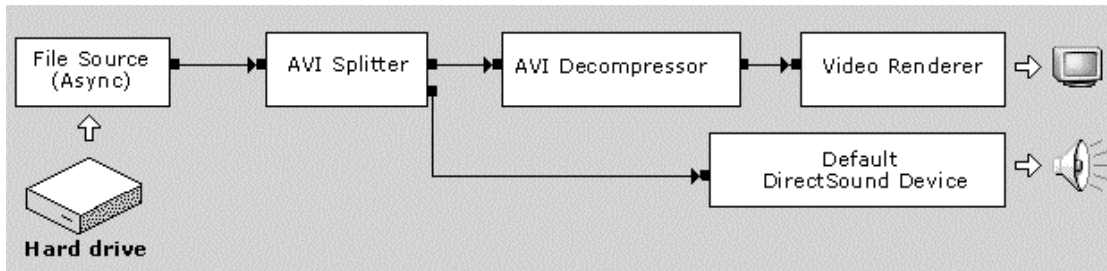 File Source
(Async)
AVI Splitter
AVI Decompressor
Video Renderer
Default
DirectSound Device
Hard drive